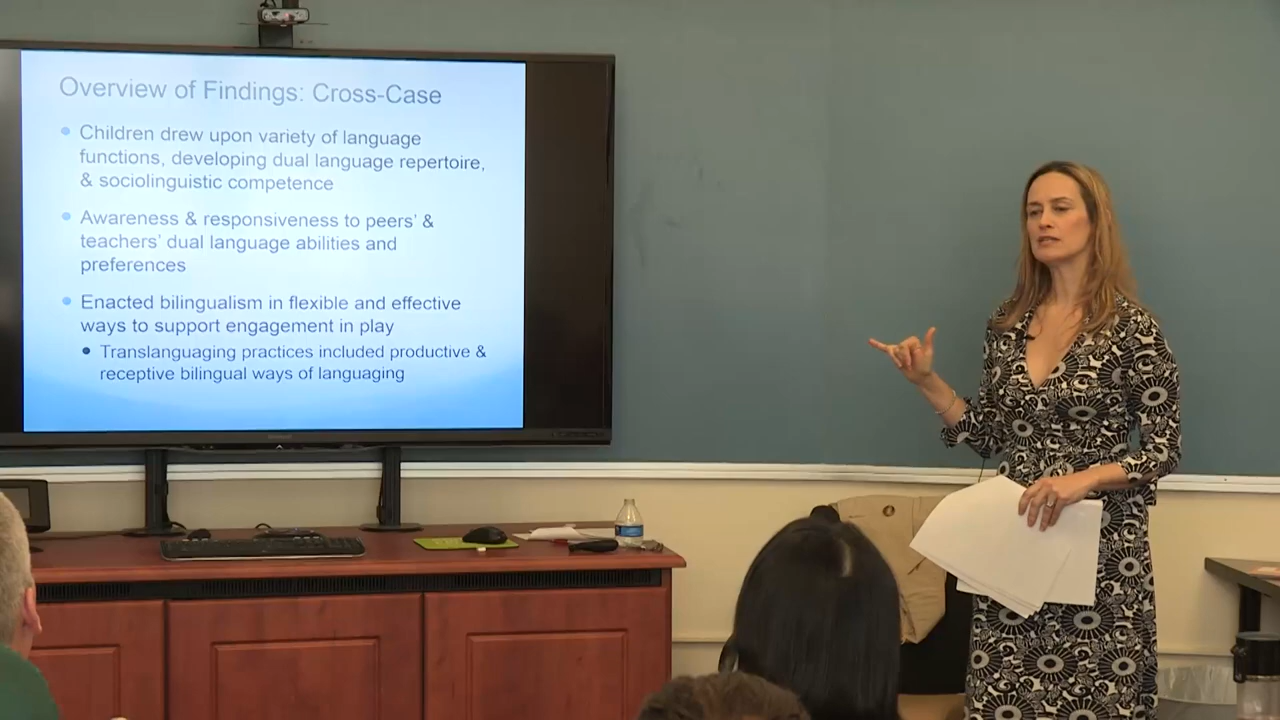 Overview of Findings: Cross-Case
Children drew upon variety of language
functions, developing dual language repertoire,
& sociolinguistic competence
Awareness & responsiveness to peers' &
teachers' dual language abilities and
preferences
Enacted bilingualism in flexible and effective
ways to support engagement in play
Translanguaging practices included productive &
receptive bilingual ways of languaging